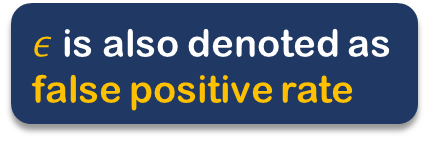 ϵ is also denoted as
false positive rate